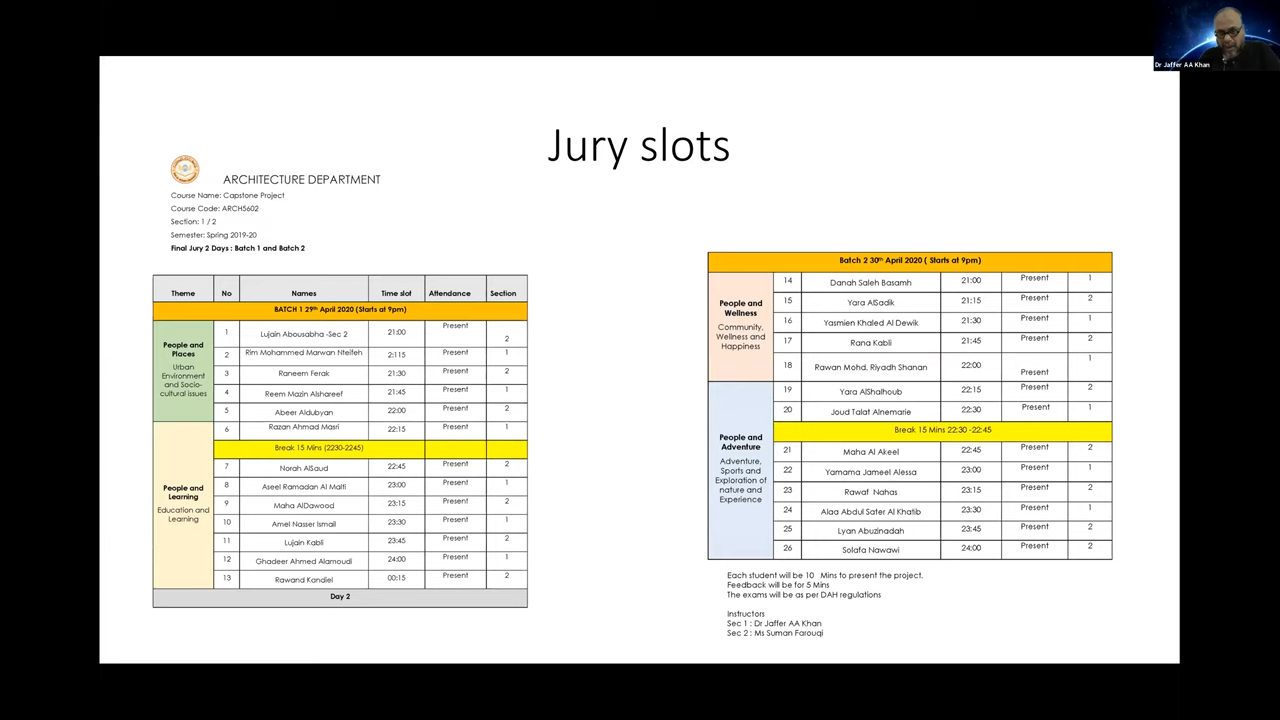 Dr Jaffer AA Khan
Jury slots
ARCHITECTURE DEPARTMENT
Course Name: Capstone Project
Course Code: ARCH5602
Section: 1 / 2
Semester: Spring 2019-20
Final Jury 2 Days : Batch 1 and Batch 2
Theme No Names Time slot Attendance Section
BATCH 1 29th April 2020 (Starts at 9pm)
People and
Places
Urban
Environment
and Socio-
cultural issues
1 Lujain Abousabha -Sec 2 21:00 Present 2
2 Rim Mohammed Marwan Nteifeh 2:115 Present 1
3 Raneem Ferak 21:30 Present 2
4 Reem Mazin Alshareef 21:45 Present 1
5 Abeer Aldubyan 22:00 Present 2
People and
Learning
Education and
Learning
6 Razan Ahmad Masri 22:15 Present 1
Break 15 Mins (2230-2245)
7 Norah AlSaud 22:45 Present 2
8 Aseel Ramadan Al Malti 23:00 Present 1
9 Maha AlDawood 23:15 Present 2
10 Amel Nasser Ismail 23:30 Present 1
11 Lujain Kabli 23:45 Present 2
12 Ghadeer Ahmed Alamoudi 24:00 Present 1
13 Rawand Kandiel 00:15 Present 2
Day 2
Batch 2 30th April 2020 ( Starts at 9pm)
People and
Wellness
Community,
Wellness and
Happiness
14 Danah Saleh Basamh 21:00 Present 1
15 Yara AlSadik 21:15 Present 2
16 Yasmien Khaled Al Dewik 21:30 Present 1
17 Rana Kabli 21:45 Present 2
18 Rawan Mohd. Riyadh Shanan 22:00 Present 1
People and
Adventure
Adventure,
Sports and
Exploration of
nature and
Experience
19 Yara AlShalhoub 22:15 Present 2
20 Joud Talat Alnemarie 22:30 Present 1
Break 15 Mins 22:30 -22:45
21 Maha Al Akeel 22:45 Present 2
22 Yamama Jameel Alessa 23:00 Present 1
23 Rawaf Nahas 23:15 Present 2
24 Alaa Abdul Sater Al Khatib 23:30 Present 1
25 Lyan Abuzinadah 23:45 Present 2
26 Solafa Nawawi 24:00 Present 2
Each student will be 10 Mins to present the project.
Feedback will be for 5 Mins
The exams will be as per DAH regulations
Instructors
Sec 1 : Dr Jaffer AA Khan
Sec 2 : Ms Suman Farouqi